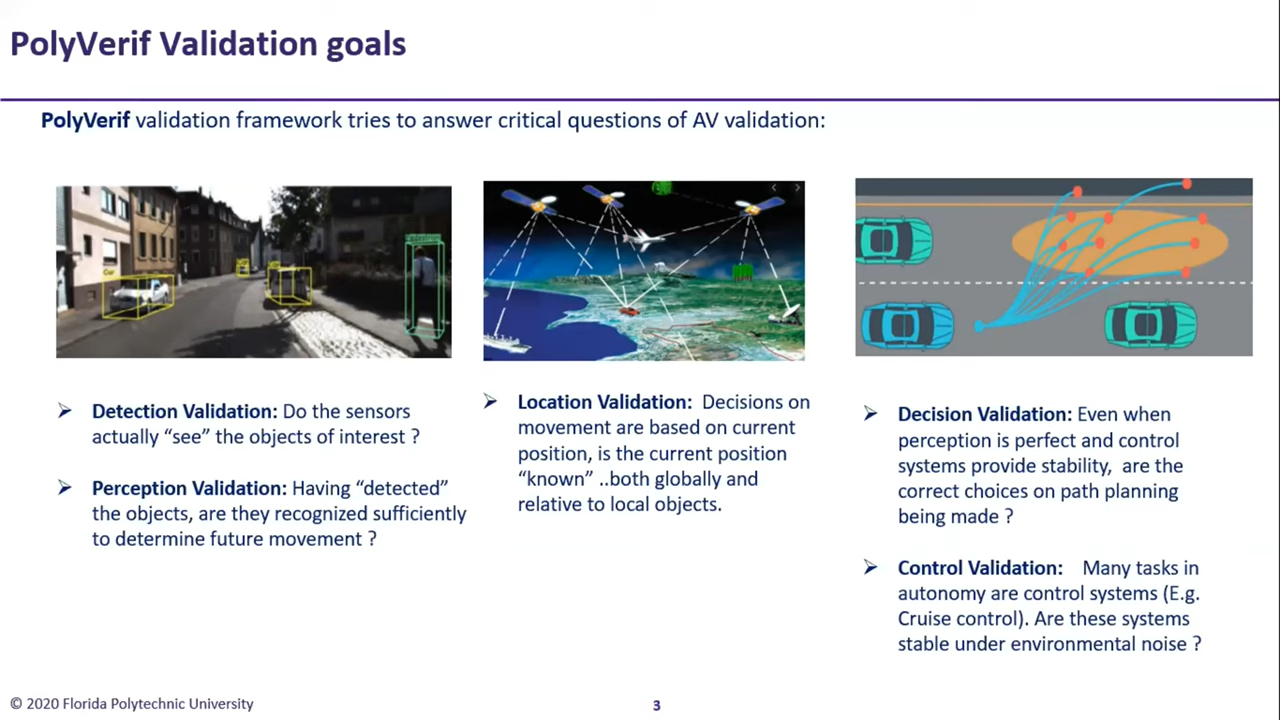 PolyVerif Validation goals
PolyVerif validation framework tries to answer critical questions of AV validation:
Car
➢ Detection Validation: Do the sensors
actually “see” the objects of interest ?
➢ Perception Validation: Having “detected”
the objects, are they recognized sufficiently
to determine future movement ?
➢ Location Validation: Decisions on
movement are based on current
position, is the current position
“known” ..both globally and
relative to local objects.
➢ Decision Validation: Even when
perception is perfect and control
systems provide stability, are the
correct choices on path planning
being made ?
➢ Control Validation: Many tasks in
autonomy are control systems (E.g.
Cruise control). Are these systems
stable under environmental noise ?
© 2020 Florida Polytechnic University
3